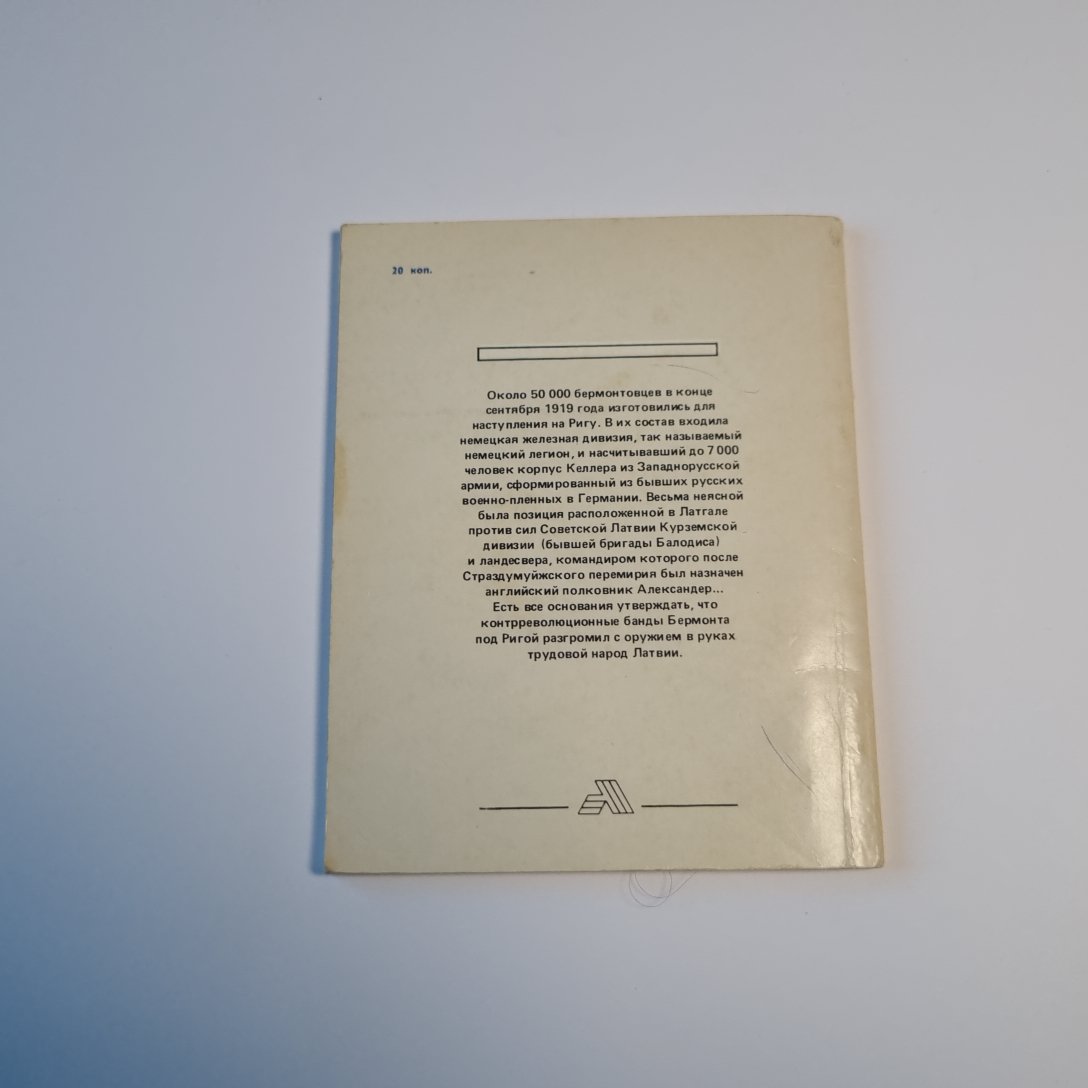 20 коп.
Около 50 000 бермонтовцев в конце
сентября 1919 года изготовились для
наступления на Ригу. В их состав входила
немецкая железная дивизия, так называемый
немецкий легион, и насчитывавший до 7 000
человек корпус Келлера из Западнорусской
армии, сформированный из бывших русских
военно-пленных в Германии. Весьма неясной
была позиция расположенной в Латгале
против сил Советской Латвии Курземской
дивизии (бывшей бригады Балодиса)
и ландесвера, командиром которого после
Страздумуйжского перемирия был назначен
английский полковник Александер...
Есть все основания утверждать, что
контрреволюционные банды Бермонта
под Ригой разгромил с оружием в руках
трудовой народ Латвии.